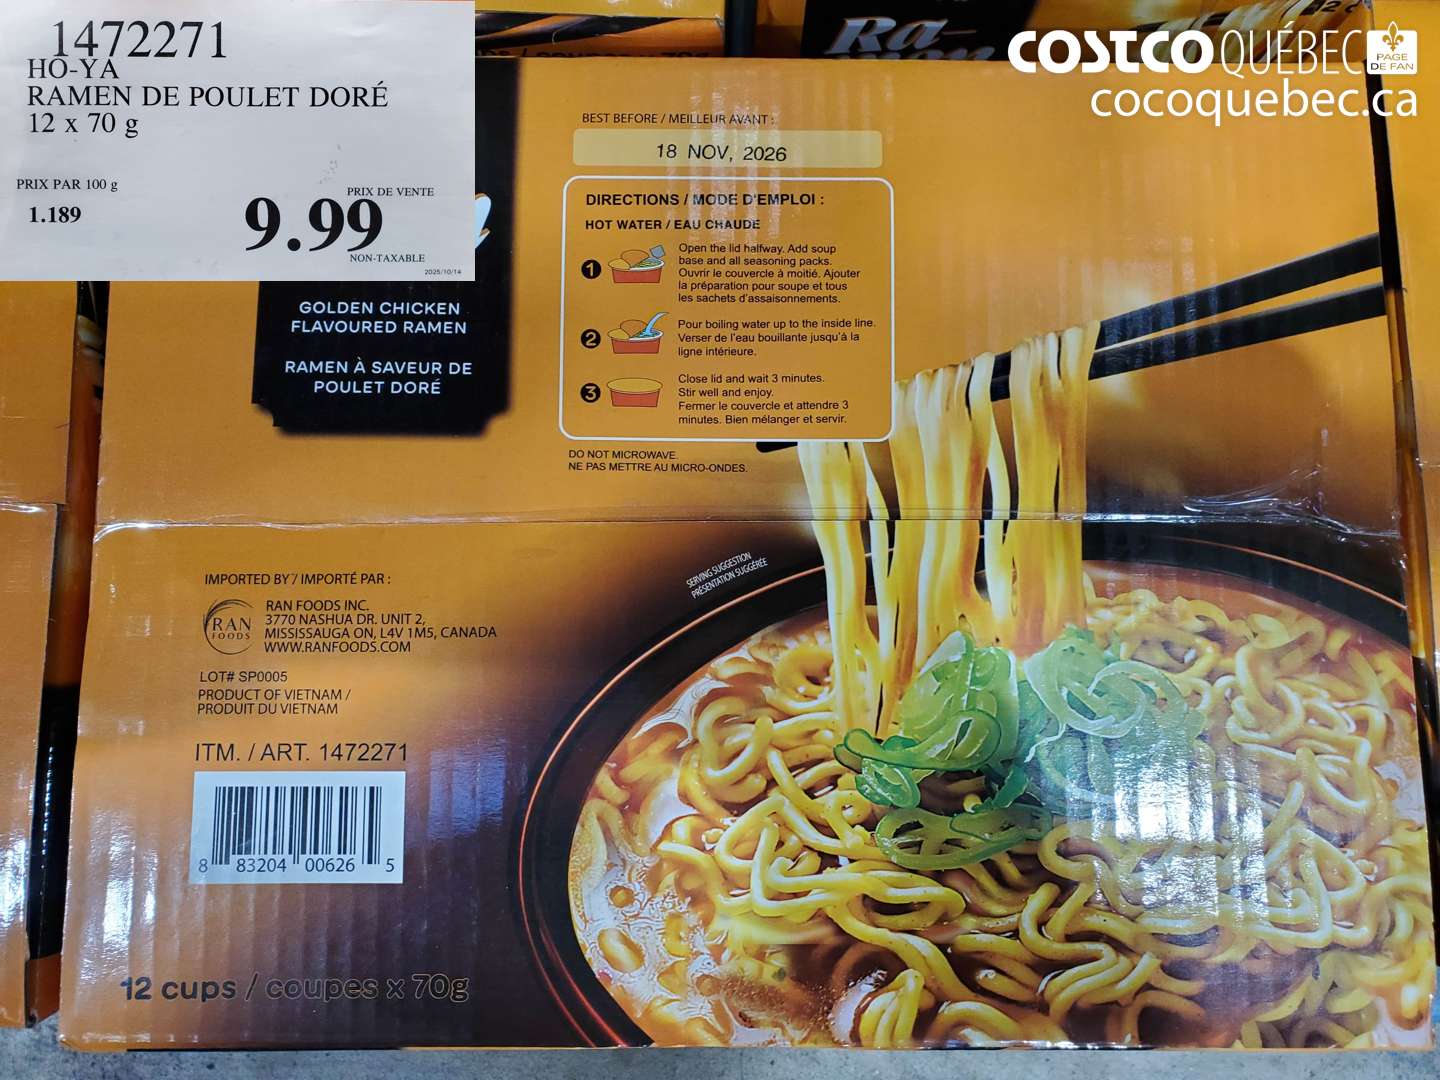 1472271
HO-YA
RAMEN DE POULET DORÉ
12 x 70 g
PRIX PAR 100 g
1.189
PRIX DE VENTE
9.99
NON-TAXABLE
2025/10/14
Ra-
COSTCO QUÉBEC
PAGE
DE FAN
cocoquebec.ca
BEST BEFORE / MEILLEUR AVANT :
18 NOV, 2026
DIRECTIONS / MODE D'EMPLOI :
HOT WATER / EAU CHAUDE
1
Open the lid halfway. Add soup
base and all seasoning packs.
Ouvrir le couvercle à moitié. Ajouter
la préparation pour soupe et tous
les sachets d'assaisonnements.
2
Pour boiling water up to the inside line.
Verser de l'eau bouillante jusqu'à la
ligne intérieure.
3
Close lid and wait 3 minutes.
Stir well and enjoy.
Fermer le couvercle et attendre 3
minutes. Bien mélanger et servir.
DO NOT MICROWAVE.
NE PAS METTRE AU MICRO-ONDES.
GOLDEN CHICKEN
FLAVOURED RAMEN
RAMEN À SAVEUR DE
POULET DORÉ
SERVING SUGGESTION
PRÉSENTATION SUGGÉRÉE
IMPORTED BY / IMPORTÉ PAR :
RAN
FOODS
RAN FOODS INC.
3770 NASHUA DR. UNIT 2,
MISSISSAUGA ON, L4V 1M5, CANADA
WWW.RANFOODS.COM
LOT# SP0005
PRODUCT OF VIETNAM /
PRODUIT DU VIETNAM
ITM. / ART. 1472271
8 83204 00626 5
12 cups / coupes x 70g